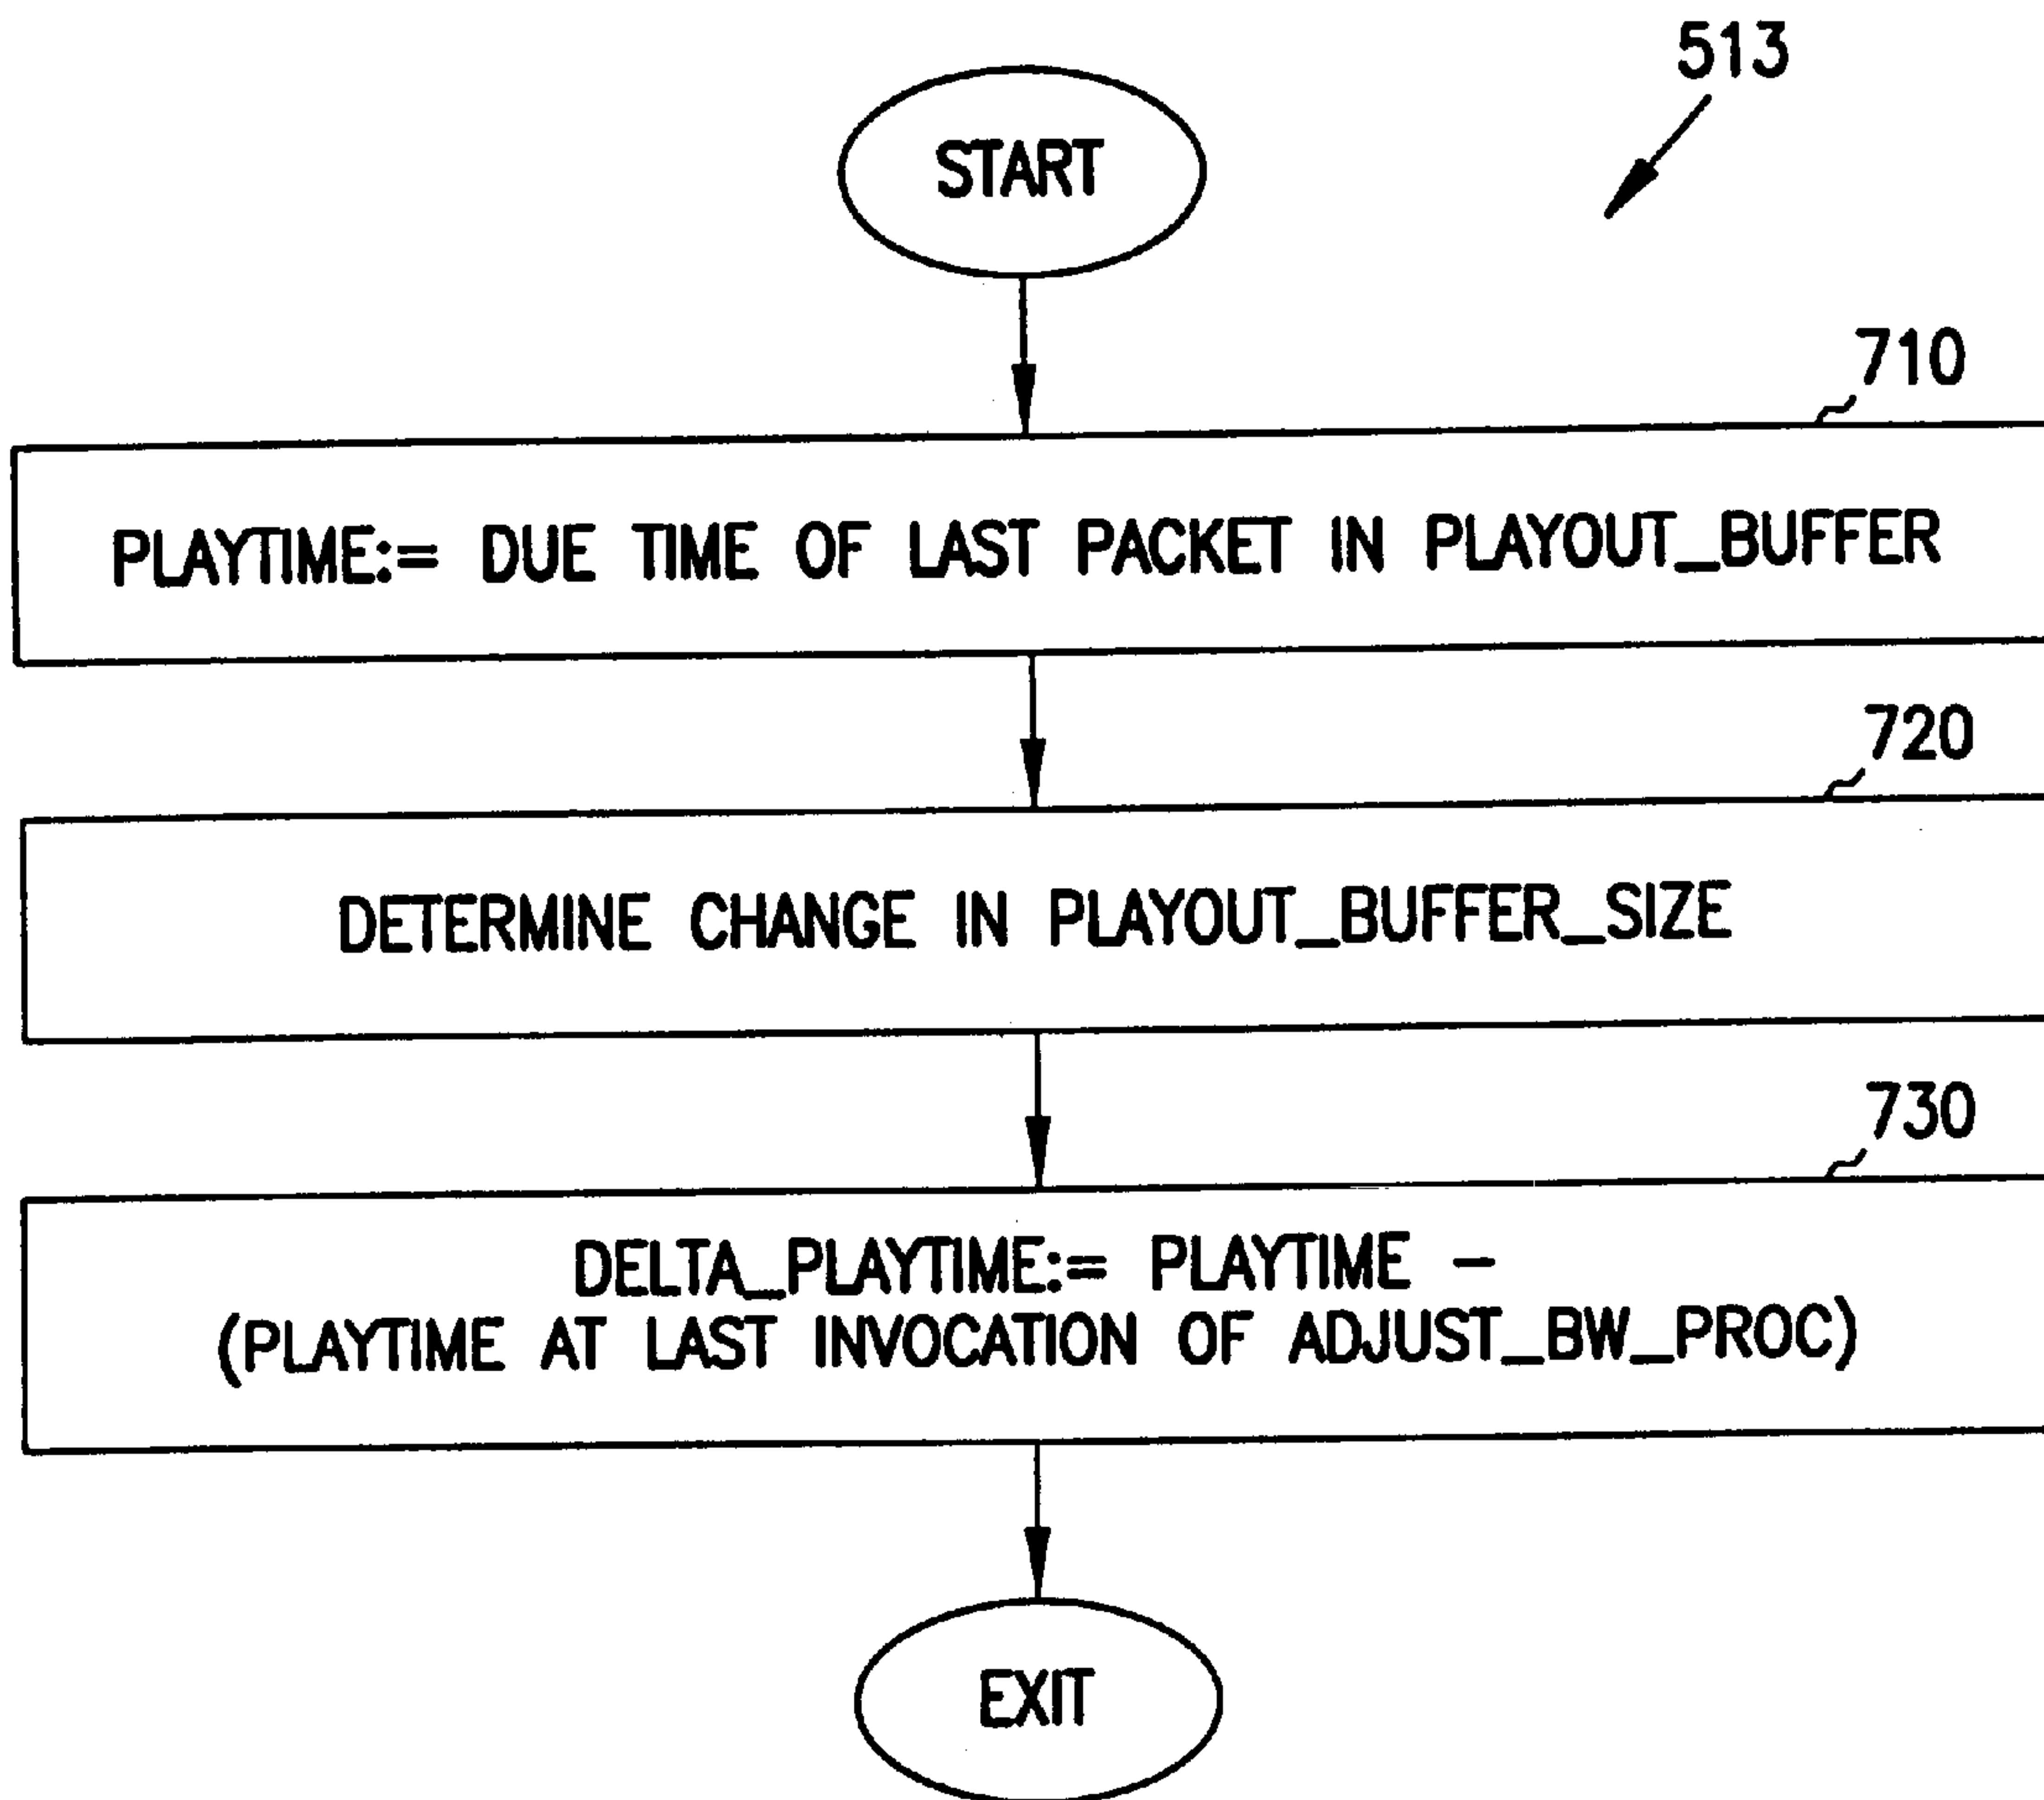 513
START
710
PLAYTIME:= DUE TIME OF LAST PACKET IN PLAYOUT_BUFFER
720
DETERMINE CHANGE IN PLAYOUT_BUFFER_SIZE
730
DELTA_PLAYTIME:= PLAYTIME –
(PLAYTIME AT LAST INVOCATION OF ADJUST_BW_PROC)
EXIT